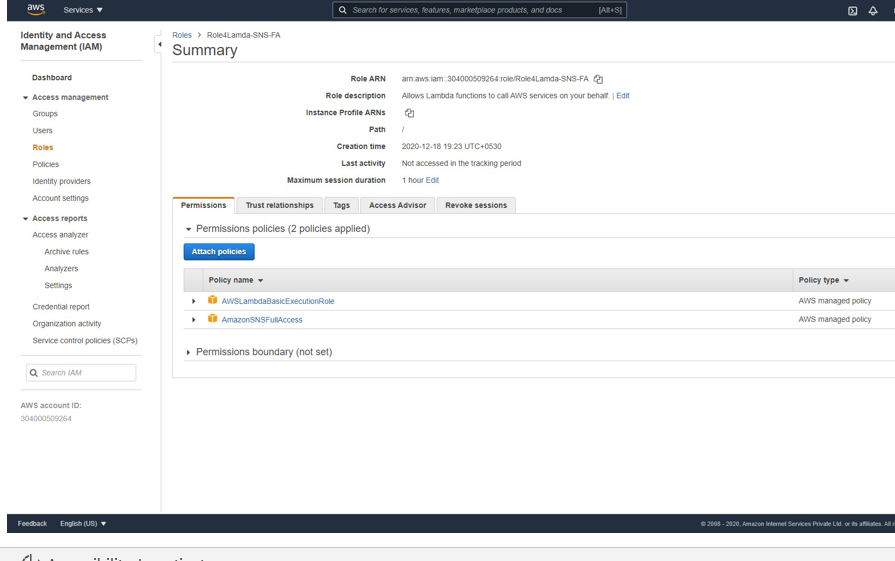 aws Services Search for services, features, marketplace products, and docs [Alt+S]
Identity and Access
Management (IAM)
Dashboard
Access management
Groups
Users
Roles
Policies
Identity providers
Account settings
Access reports
Access analyzer
Archive rules
Analyzers
Settings
Credential report
Organization activity
Service control policies (SCPs)
Search IAM
AWS account ID:
304000509264
Roles > Role4Lamda-SNS-FA
Summary
Role ARN arn:aws:iam::304000509264:role/Role4Lamda-SNS-FA
Role description Allows Lambda functions to call AWS services on your behalf. | Edit
Instance Profile ARNs
Path /
Creation time 2020-12-18 19:23 UTC+0530
Last activity Not accessed in the tracking period
Maximum session duration 1 hour Edit
Permissions Trust relationships Tags Access Advisor Revoke sessions
Permissions policies (2 policies applied)
Attach policies
Policy name Policy type
AWSLambdaBasicExecutionRole AWS managed policy
AmazonSNSFullAccess AWS managed policy
Permissions boundary (not set)
Feedback English (US) © 2008 - 2020, Amazon Internet Services Private Ltd. or its affiliates. All